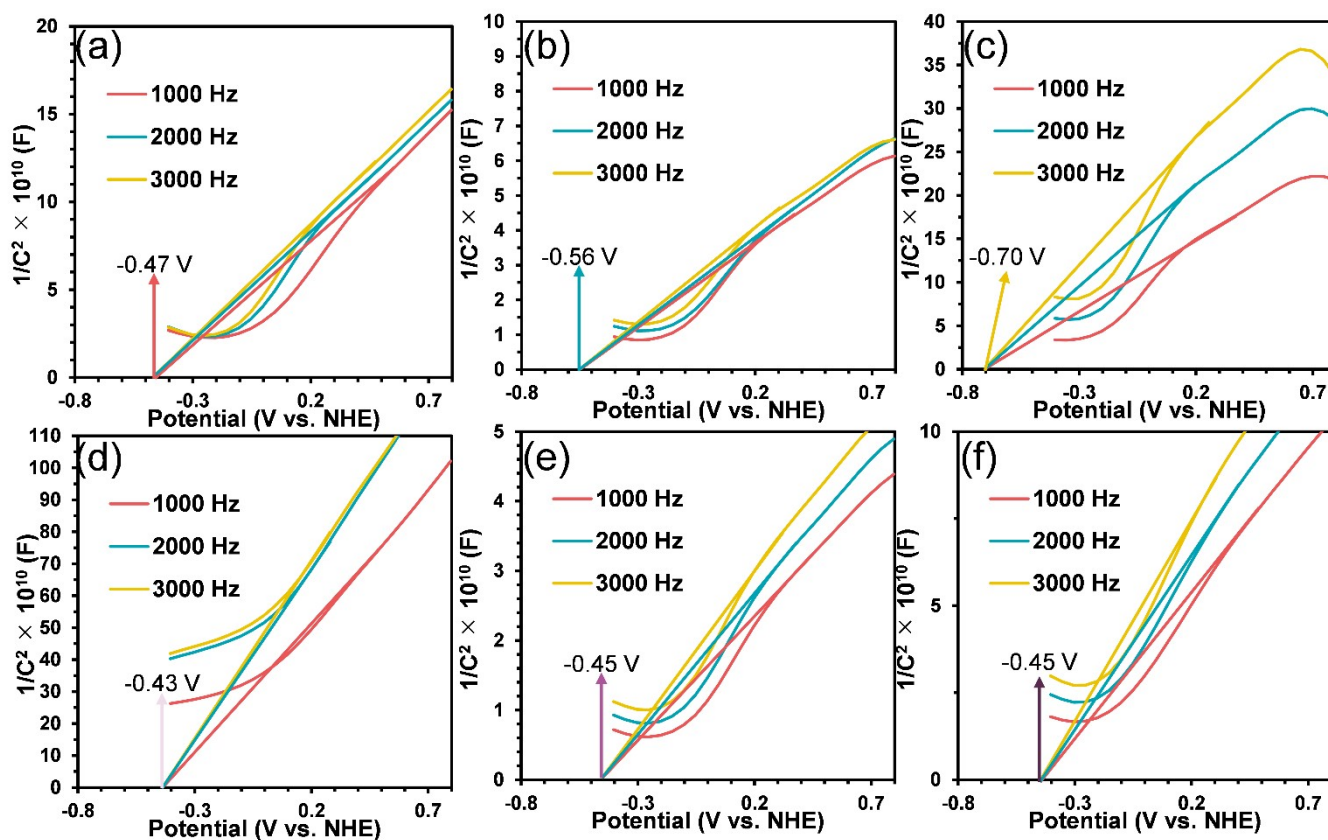 (a)
1/C² × 10¹⁰ (F)
20
15
10
5
0
1000 Hz
2000 Hz
3000 Hz
-0.47 V
-0.8 -0.3 0.2 0.7
Potential (V vs. NHE)
(b)
1/C² × 10¹⁰ (F)
10
9
8
7
6
5
4
3
2
1
0
1000 Hz
2000 Hz
3000 Hz
-0.56 V
-0.8 -0.3 0.2 0.7
Potential (V vs. NHE)
(c)
1/C² × 10¹⁰ (F)
40
35
30
25
20
15
10
5
0
1000 Hz
2000 Hz
3000 Hz
-0.70 V
-0.8 -0.3 0.2 0.7
Potential (V vs. NHE)
(d)
1/C² × 10¹⁰ (F)
110
100
90
80
70
60
50
40
30
20
10
0
1000 Hz
2000 Hz
3000 Hz
-0.43 V
-0.8 -0.3 0.2 0.7
Potential (V vs. NHE)
(e)
1/C² × 10¹⁰ (F)
5
4
3
2
1
0
1000 Hz
2000 Hz
3000 Hz
-0.45 V
-0.8 -0.3 0.2 0.7
Potential (V vs. NHE)
(f)
1/C² × 10¹⁰ (F)
10
5
0
1000 Hz
2000 Hz
3000 Hz
-0.45 V
-0.8 -0.3 0.2 0.7
Potential (V vs. NHE)